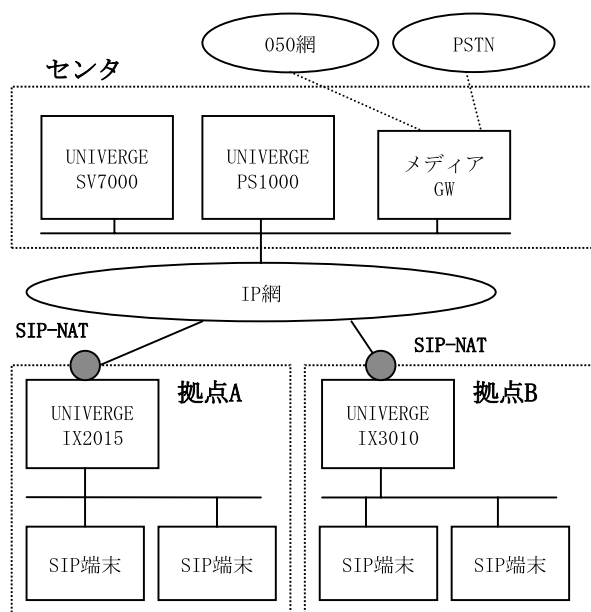 050網
PSTN
センタ
UNIVERGE
SV7000
UNIVERGE
PS1000
メディア
GW
IP網
SIP-NAT
SIP-NAT
拠点A
拠点B
UNIVERGE
IX2015
UNIVERGE
IX3010
SIP端末
SIP端末
SIP端末
SIP端末